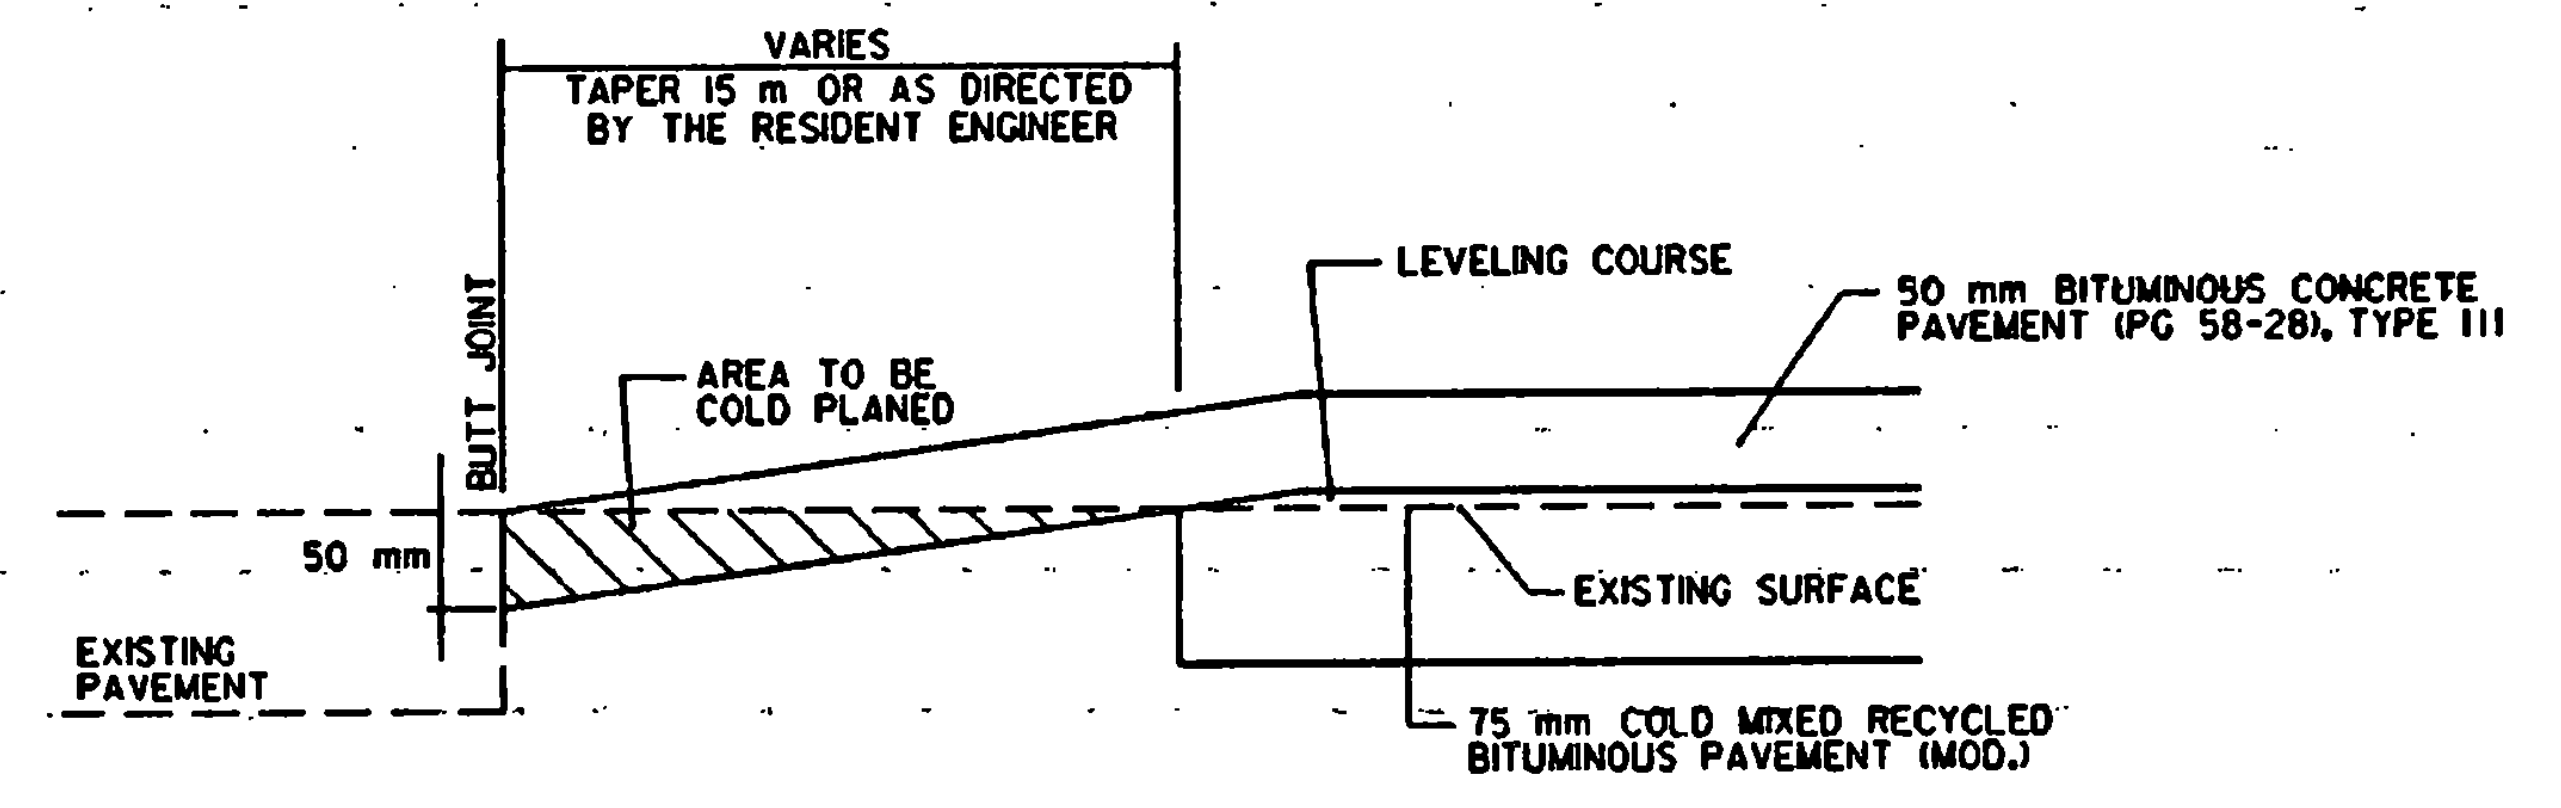 VARIES
TAPER 15 m OR AS DIRECTED
BY THE RESIDENT ENGINEER
BUTT JOINT
LEVELING COURSE
50 mm BITUMINOUS CONCRETE
PAVEMENT (PG 58-28), TYPE III
AREA TO BE
COLD PLANED
50 mm
EXISTING SURFACE
EXISTING
PAVEMENT
75 mm COLD MIXED RECYCLED
BITUMINOUS PAVEMENT (MOD.)